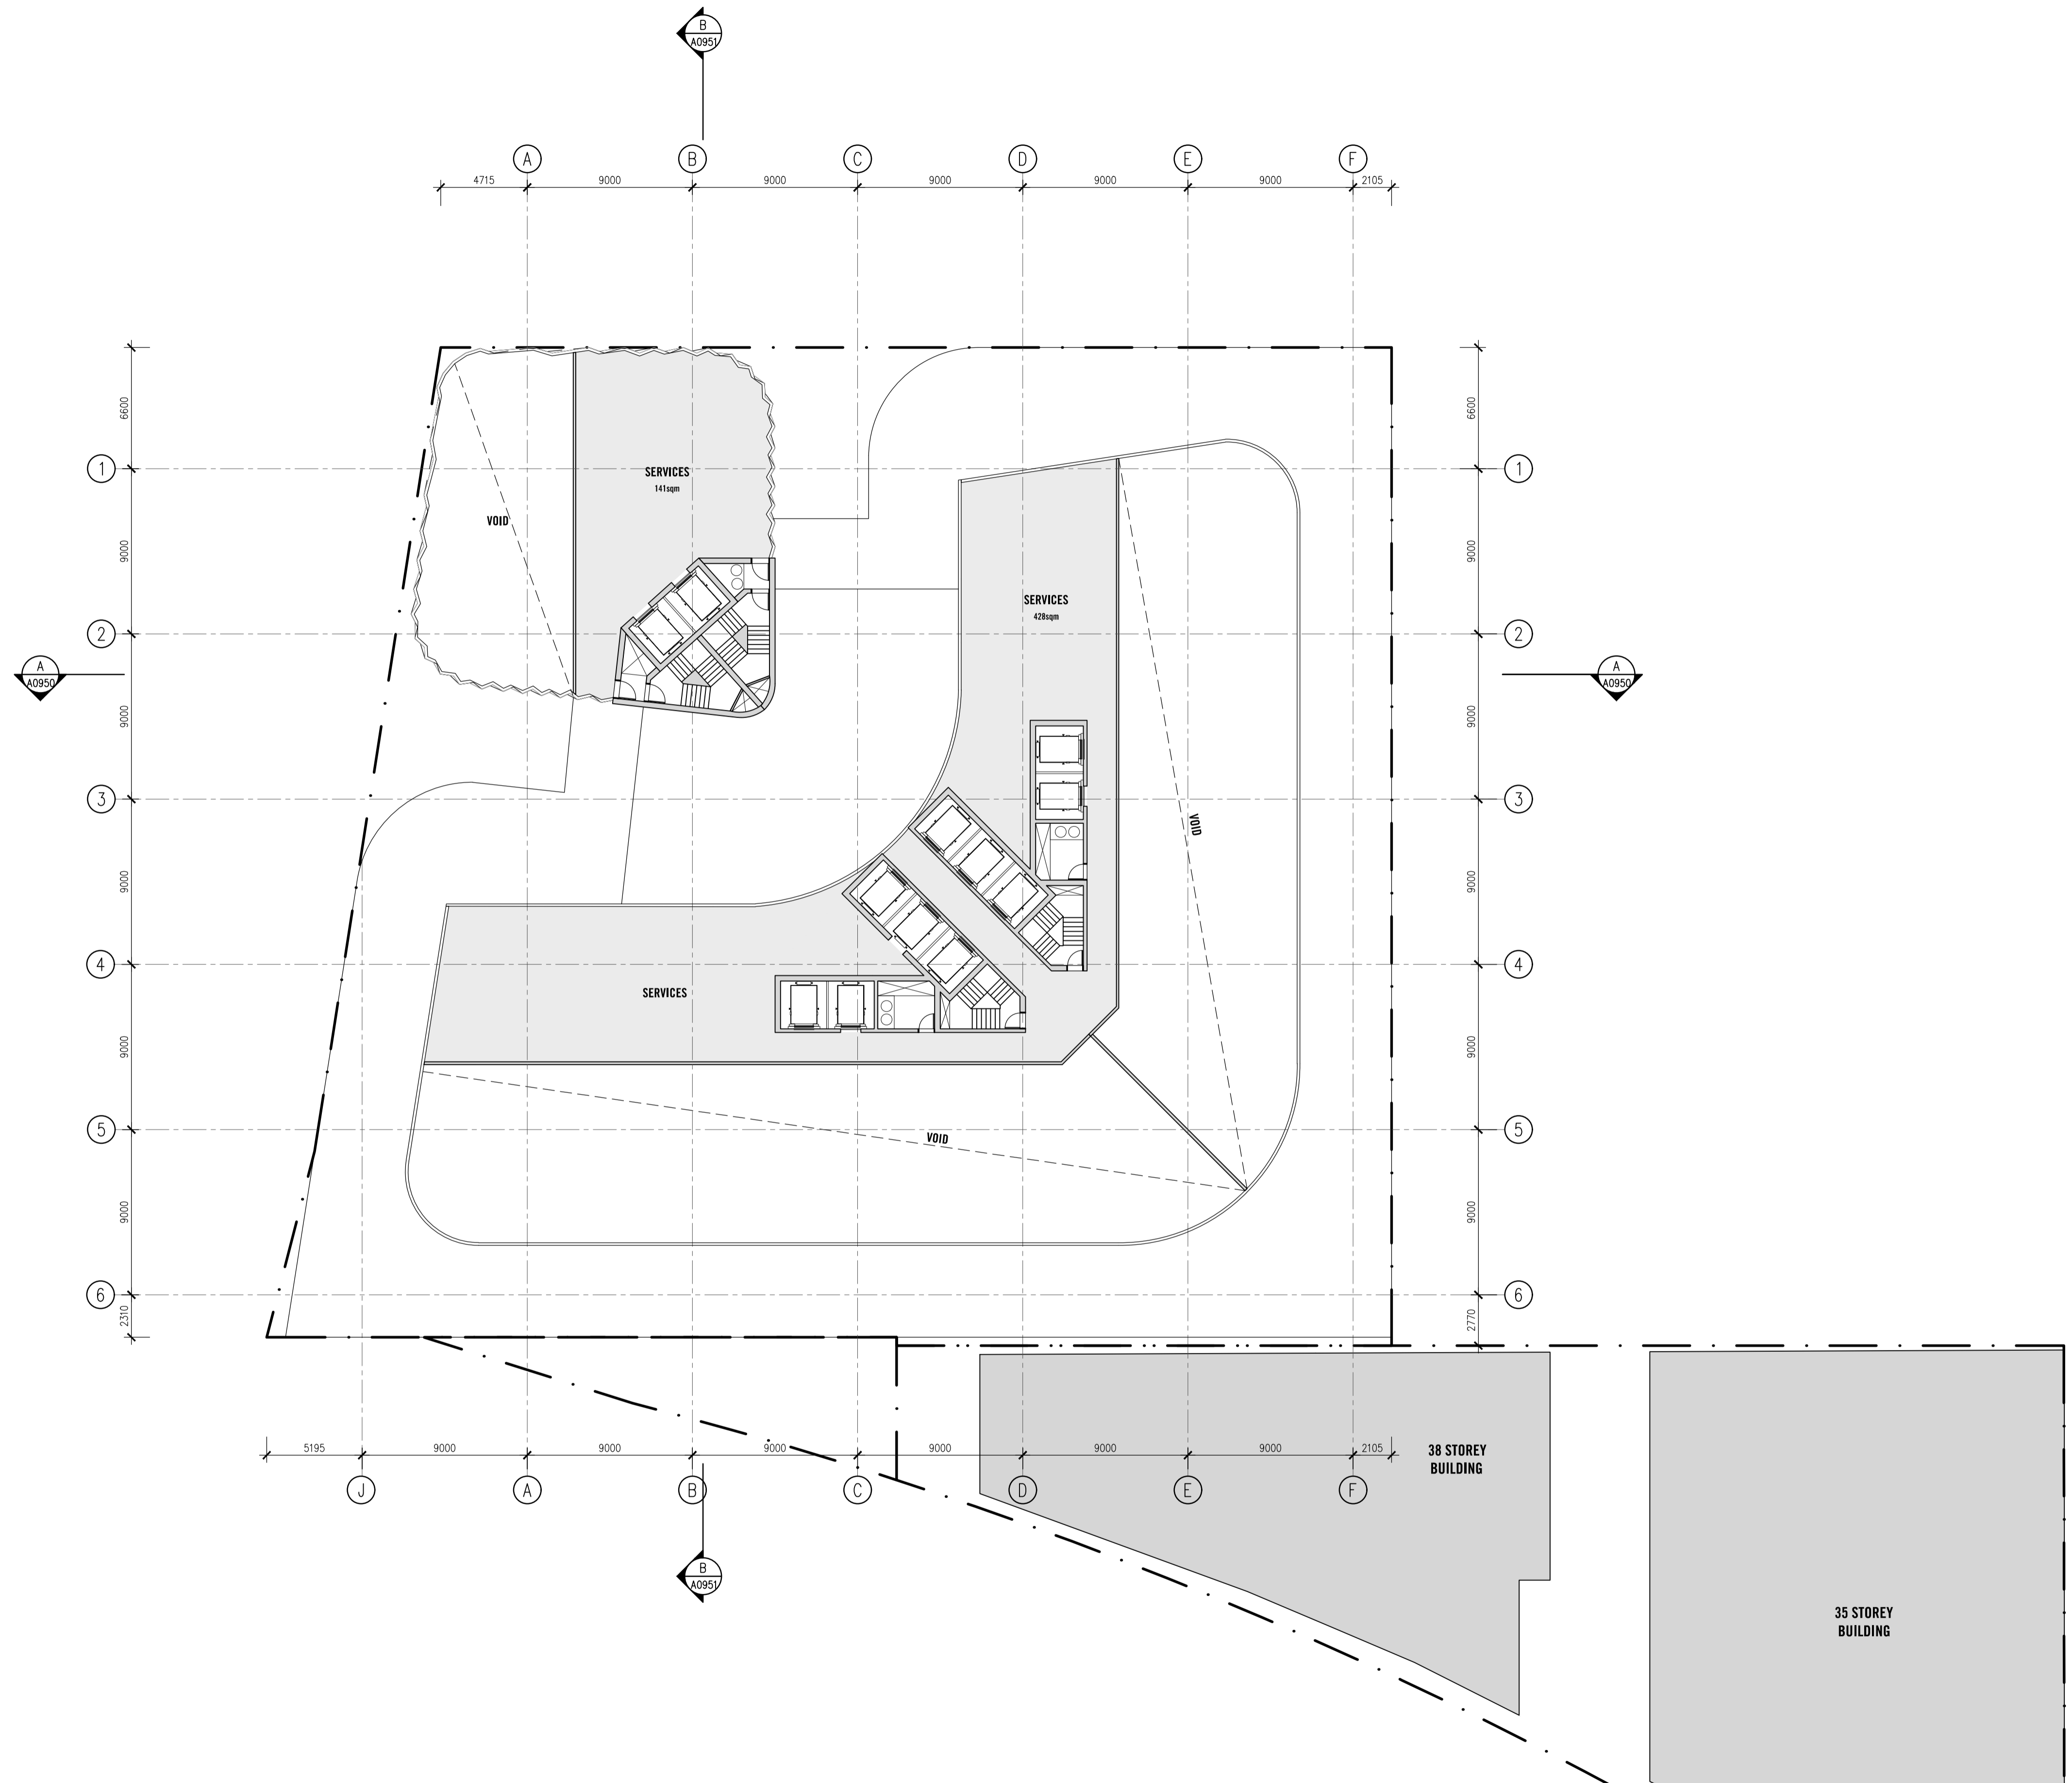 B
A0951
A
B
C
D
E
F
4715
9000
9000
9000
9000
9000
2105
6600
6600
1
SERVICES
141sqm
1
VOID
9000
9000
SERVICES
428sqm
2
2
A
A0950
A
A0950
9000
9000
3
3
VOID
9000
9000
4
4
SERVICES
9000
9000
5
VOID
5
9000
9000
6
6
2310
2770
5195
9000
9000
9000
9000
9000
9000
2105
38 STOREY
BUILDING
J
A
B
C
D
E
F
B
A0951
35 STOREY
BUILDING